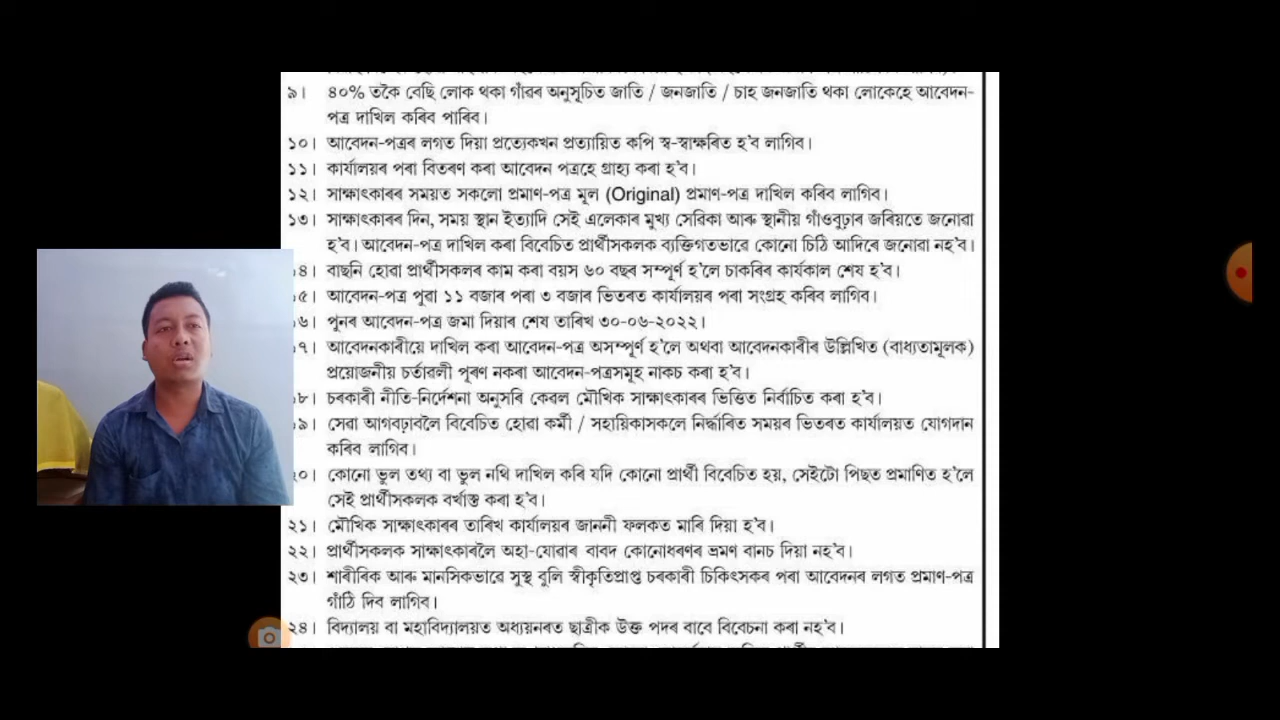 ৯। ৪০% তকৈ বেছি লোক থকা গাঁৱৰ অনুসূচিত জাতি / জনজাতি / চাহ জনজাতি থকা লোকেহে আবেদন-
পত্ৰ দাখিল কৰিব পাৰিব।
১০। আবেদন-পত্ৰৰ লগত দিয়া প্ৰত্যেকখন প্ৰত্যায়িত কপি স্ব-স্বাক্ষৰিত হ'ব লাগিব।
১১। কাৰ্যালয়ৰ পৰা বিতৰণ কৰা আবেদন পত্ৰহে গ্ৰাহ্য কৰা হ'ব।
১২। সাক্ষাৎকাৰৰ সময়ত সকলো প্ৰমাণ-পত্ৰ মূল (Original) প্ৰমাণ-পত্ৰ দাখিল কৰিব লাগিব।
১৩। সাক্ষাৎকাৰৰ দিন, সময় স্থান ইত্যাদি সেই এলেকাৰ মুখ্য সেৱিকা আৰু স্থানীয় গাঁওবুঢ়াৰ জৰিয়তে জনোৱা
হ'ব। আবেদন-পত্ৰ দাখিল কৰা বিবেচিত প্ৰাৰ্থীসকলক ব্যক্তিগতভাৱে কোনো চিঠি আদিৰে জনোৱা নহ'ব।
৪। বাছনি হোৱা প্ৰাৰ্থীসকলৰ কাম কৰা বয়স ৬০ বছৰ সম্পূৰ্ণ হ'লে চাকৰিৰ কাৰ্যকাল শেষ হ'ব।
৫। আবেদন-পত্ৰ পুৱা ১১ বজাৰ পৰা ৩ বজাৰ ভিতৰত কাৰ্যালয়ৰ পৰা সংগ্ৰহ কৰিব লাগিব।
৬। পূনৰ আবেদন-পত্ৰ জমা দিয়াৰ শেষ তাৰিখ ৩০-০৬-২০২২।
৭। আবেদনকাৰীয়ে দাখিল কৰা আবেদন-পত্ৰ অসম্পূৰ্ণ হ'লে অথবা আবেদনকাৰীৰ উল্লিখিত (বাধ্যতামূলক)
প্ৰয়োজনীয় চৰ্তাৱলী পূৰণ নকৰা আবেদন-পত্ৰসমূহ নাকচ কৰা হ'ব।
৮। চৰকাৰী নীতি-নিৰ্দেশনা অনুসৰি কেৱল মৌখিক সাক্ষাৎকাৰৰ ভিত্তিত নিৰ্বাচিত কৰা হ'ব।
৯। সেৱা আগবঢ়াবলৈ বিবেচিত হোৱা কৰ্মী / সহায়িকাসকলে নিৰ্দ্ধাৰিত সময়ৰ ভিতৰত কাৰ্যালয়ত যোগদান
কৰিব লাগিব।
২০। কোনো ভুল তথ্য বা ভুল নথি দাখিল কৰি যদি কোনো প্ৰাৰ্থী বিবেচিত হয়, সেইটো পিছত প্ৰমাণিত হ'লে
সেই প্ৰাৰ্থীসকলক বৰ্খাস্ত কৰা হ'ব।
২১। মৌখিক সাক্ষাৎকাৰৰ তাৰিখ কাৰ্যালয়ৰ জাননী ফলকত মাৰি দিয়া হ'ব।
২২। প্ৰাৰ্থীসকলক সাক্ষাৎকাৰলৈ অহা-যোৱাৰ বাবদ কোনোধৰণৰ ভ্ৰমণ বানচ দিয়া নহ'ব।
২৩। শাৰীৰিক আৰু মানসিকভাৱে সুস্থ বুলি স্বীকৃতিপ্ৰাপ্ত চৰকাৰী চিকিৎসকৰ পৰা আবেদনৰ লগত প্ৰমাণ-পত্ৰ
গাঁঠি দিব লাগিব।
২৪। বিদ্যালয় বা মহাবিদ্যালয়ত অধ্যয়নৰত ছাত্ৰীক উক্ত পদৰ বাবে বিবেচনা কৰা নহ'ব।